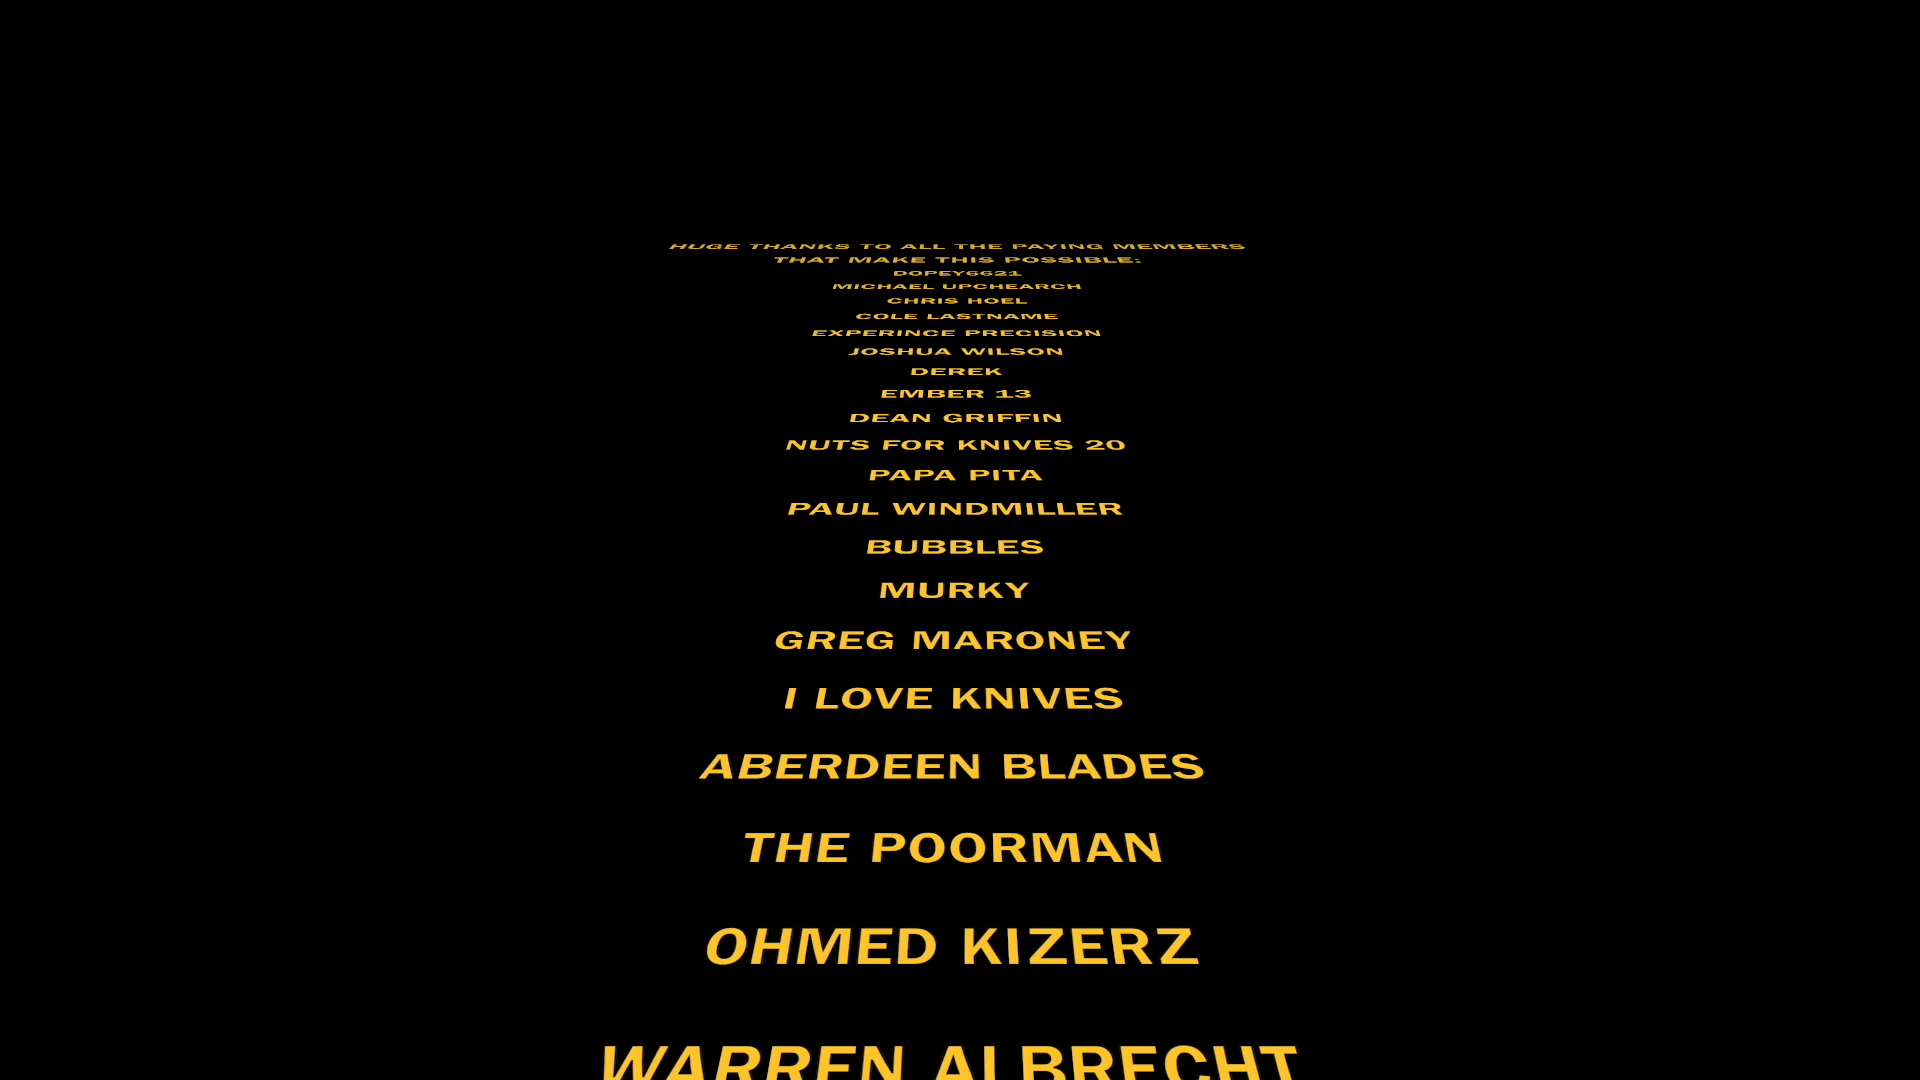 HUGE THANKS TO ALL THE PAYING MEMBERS
THAT MAKE THIS POSSIBLE:
DOPEY6621
MICHAEL UPCHEARCH
CHRIS HOEL
COLE LASTNAME
EXPERINCE PRECISION
JOSHUA WILSON
DEREK
EMBER 13
DEAN GRIFFIN
NUTS FOR KNIVES 20
PAPA PITA
PAUL WINDMILLER
BUBBLES
MURKY
GREG MARONEY
I LOVE KNIVES
ABERDEEN BLADES
THE POORMAN
OHMED KIZERZ
WARREN ALBRECHT